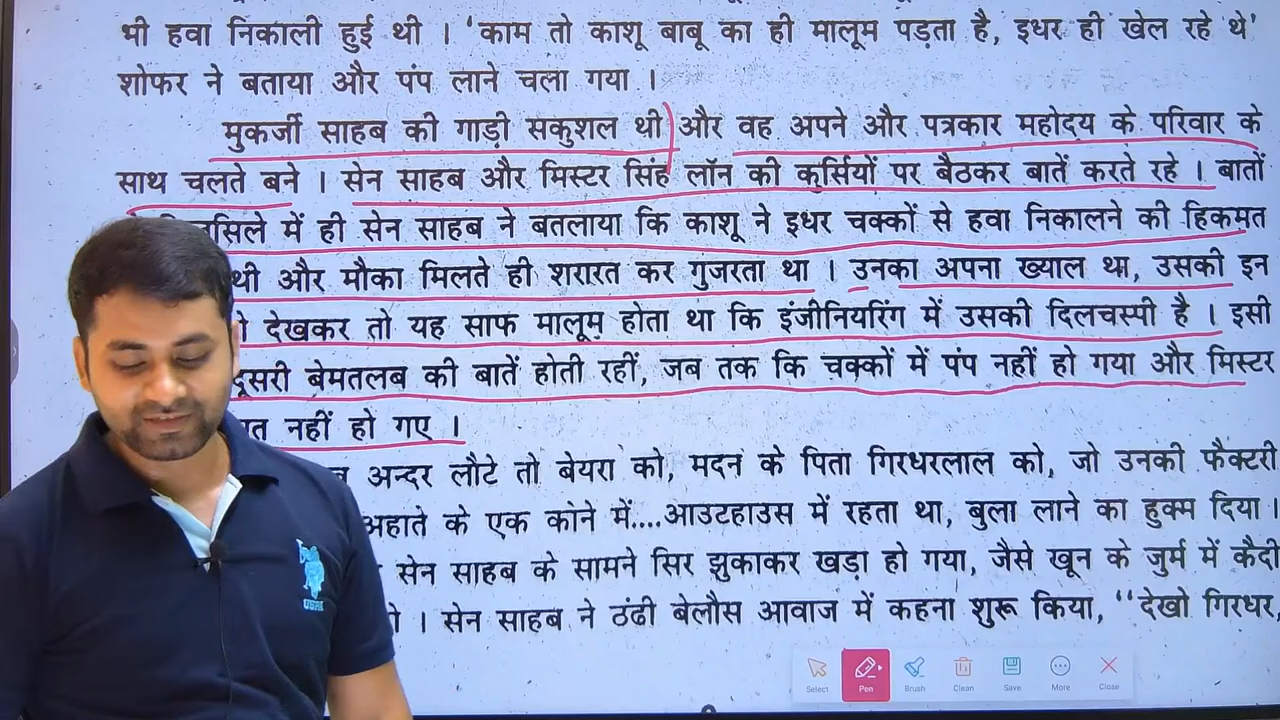 भी हवा निकाली हुई थी । 'काम तो काशू बाबू का ही मालूम पड़ता है, इधर ही खेल रहे थे'
शोफर ने बताया और पंप लाने चला गया ।
मुकर्जी साहब की गाड़ी सकुशल थी और वह अपने और पत्रकार महोदय के परिवार के
साथ चलते बने । सेन साहब और मिस्टर सिंह लॉन की कुर्सियों पर बैठकर बातें करते रहे । बातों
में ही सेन साहब ने बतलाया कि काशू ने इधर चक्कों से हवा निकालने की हिकमत
थी और मौका मिलते ही शरारत कर गुजरता था । उनका अपना ख्याल था, उसकी इन
देखकर तो यह साफ मालूम होता था कि इंजीनियरिंग में उसकी दिलचस्पी है । इसी
दूसरी बेमतलब की बातें होती रहीं, जब तक कि चक्कों में पंप नहीं हो गया और मिस्टर
नहीं हो गए ।
अन्दर लौटे तो बेयरा को, मदन के पिता गिरधरलाल को, जो उनकी फैक्टरी
अहाते के एक कोने में....आउटहाउस में रहता था, बुला लाने का हुक्म दिया ।
सेन साहब के सामने सिर झुकाकर खड़ा हो गया, जैसे खून के जुर्म में कैदी
। सेन साहब ने ठंढी बेलौस आवाज में कहना शुरू किया, "देखो गिरधर,
USPA
Select Pen Brush Clean Save More Close